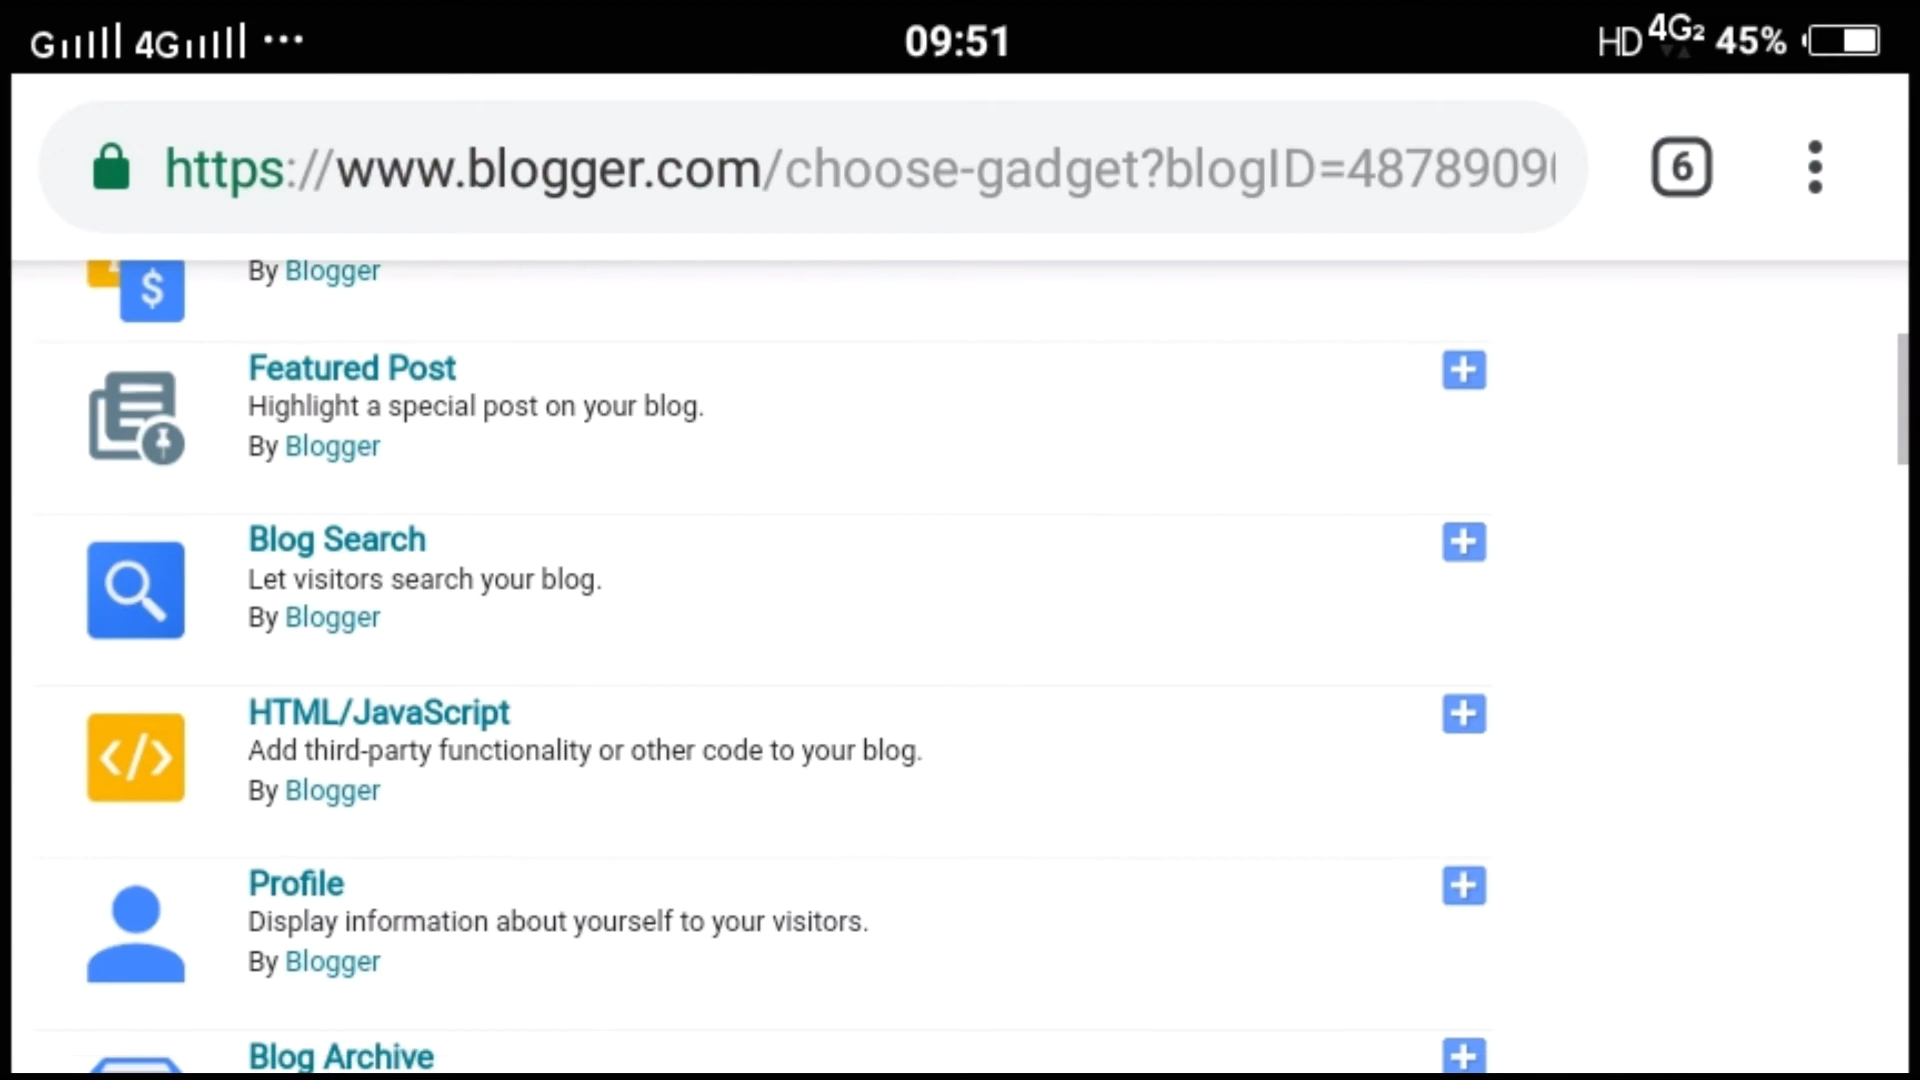 G 4G ... 09:51 HD 4G2 45%
https://www.blogger.com/choose-gadget?blogID=4878909 6
By Blogger
$
Featured Post
Highlight a special post on your blog.
By Blogger
Blog Search
Let visitors search your blog.
By Blogger
HTML/JavaScript
Add third-party functionality or other code to your blog.
By Blogger
</>
Profile
Display information about yourself to your visitors.
By Blogger
Blog Archive